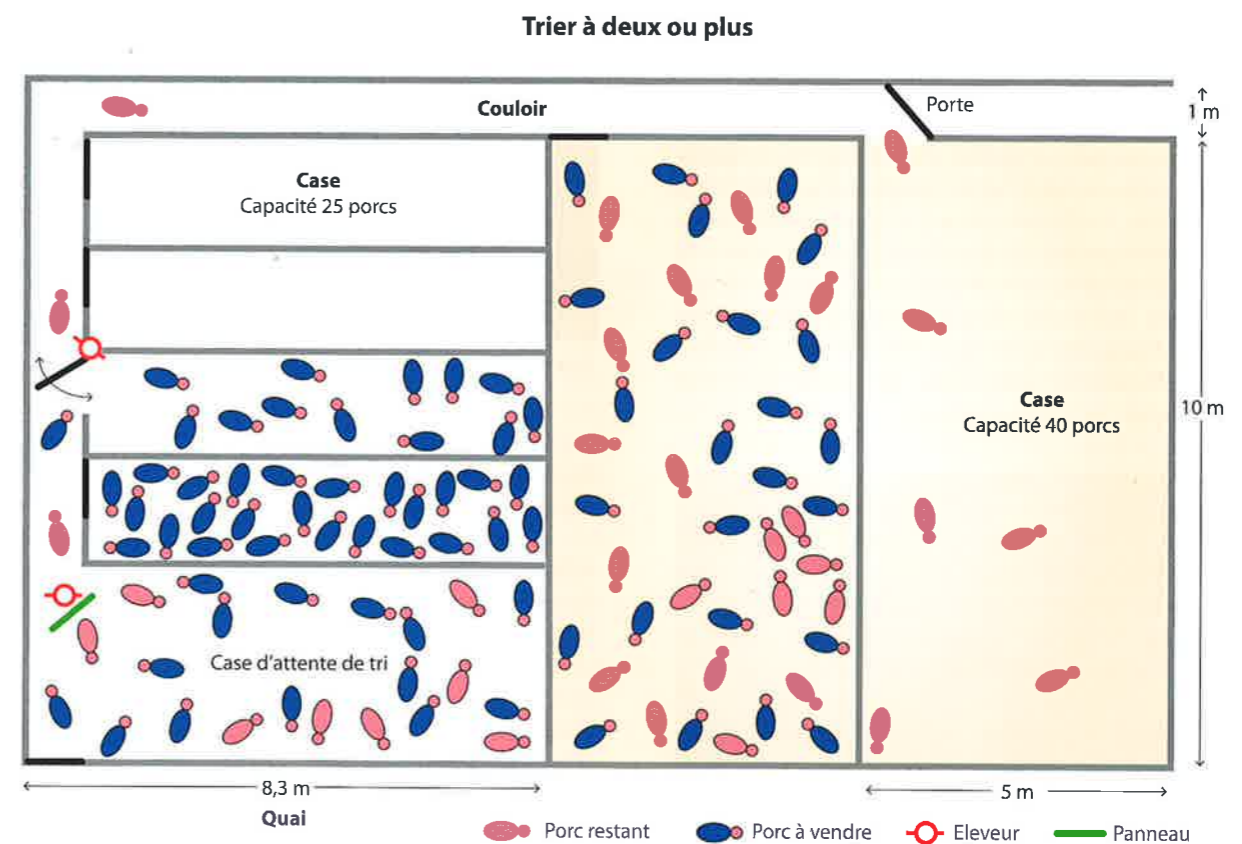 Trier à deux ou plus
Couloir
Porte
1 m
Case
Capacité 25 porcs
Case
Capacité 40 porcs
10 m
Case d'attente de tri
8,3 m
5 m
Quai
Porc restant
Porc à vendre
Eleveur
Panneau